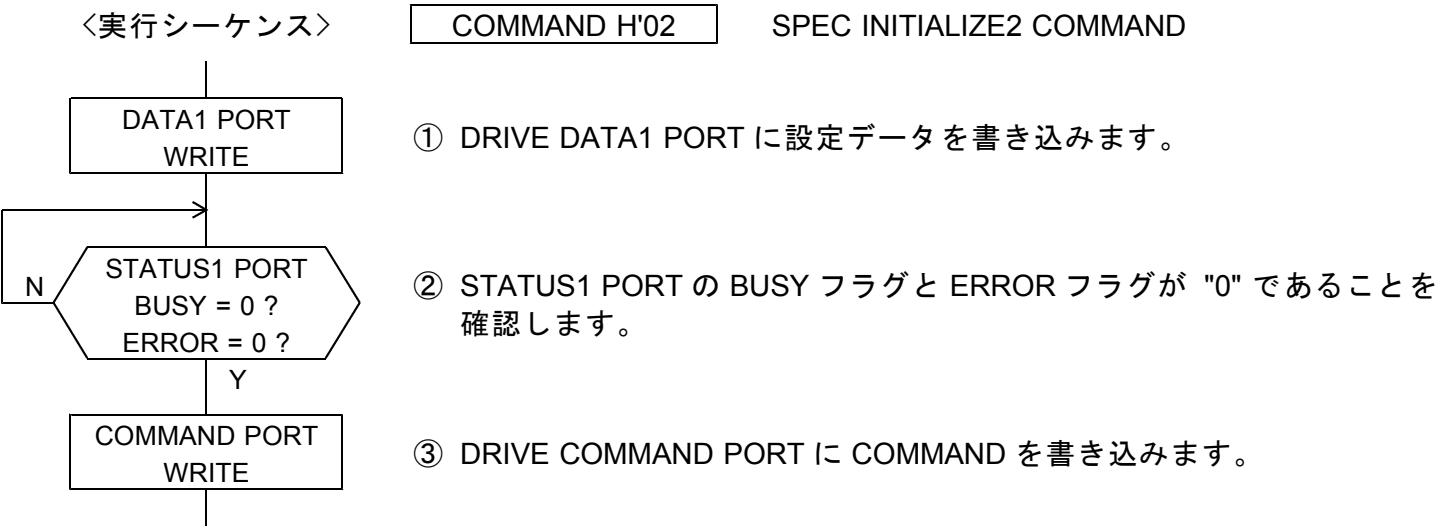 〈実行シーケンス〉 COMMAND H'02 SPEC INITIALIZE2 COMMAND
DATA1 PORT
WRITE
① DRIVE DATA1 PORT に設定データを書き込みます。
N
STATUS1 PORT
BUSY = 0 ?
ERROR = 0 ?
② STATUS1 PORT の BUSY フラグと ERROR フラグが "0" であることを
確認します。
Y
COMMAND PORT
WRITE
③ DRIVE COMMAND PORT に COMMAND を書き込みます。